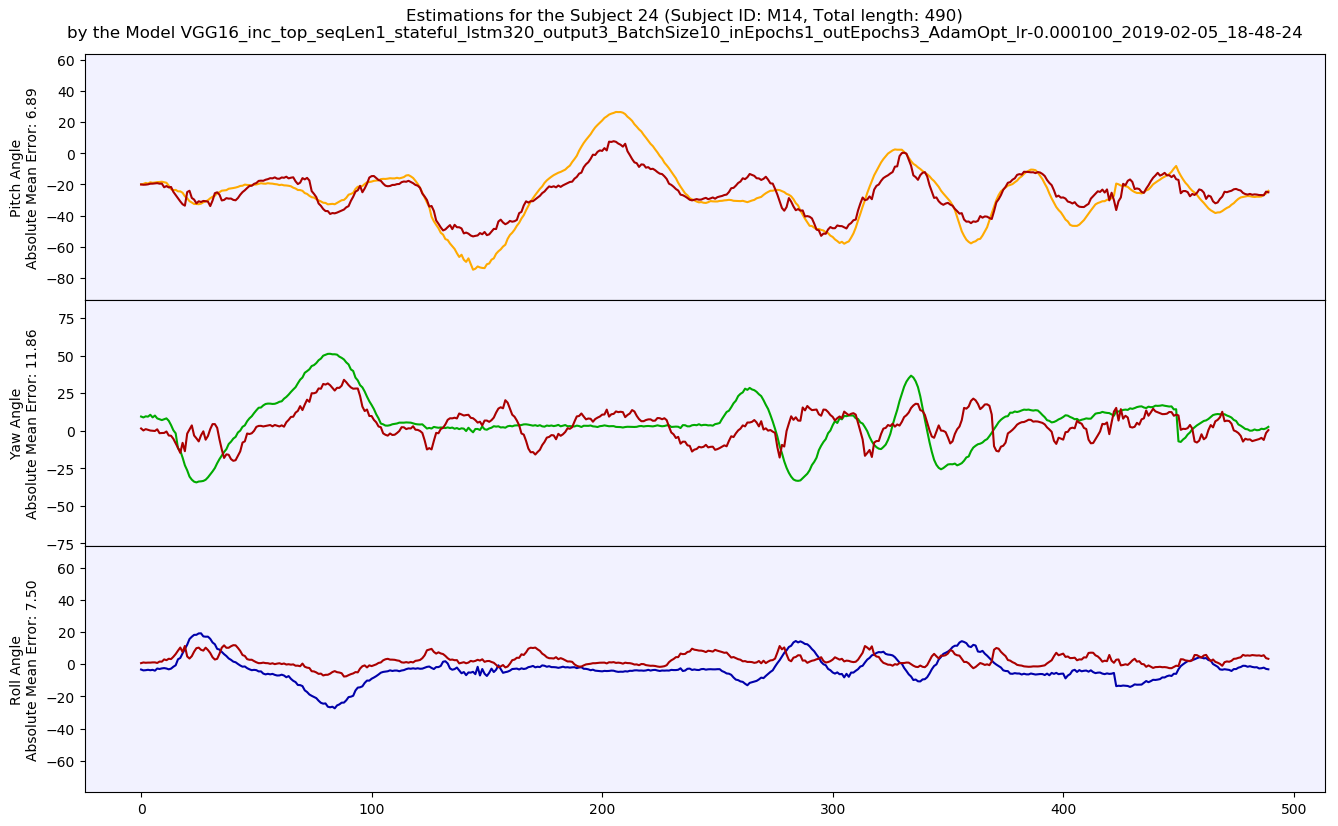 Estimations for the Subject 24 (Subject ID: M14, Total length: 490)
by the Model VGG16_inc_top_seqLen1_stateful_lstm320_output3_BatchSize10_inEpochs1_outEpochs3_AdamOpt_lr-0.000100_2019-02-05_18-48-24
Pitch Angle
Absolute Mean Error: 6.89
60
40
20
0
−20
−40
−60
−80
Yaw Angle
Absolute Mean Error: 11.86
75
50
25
0
−25
−50
−75
Roll Angle
Absolute Mean Error: 7.50
60
40
20
0
−20
−40
−60
0 100 200 300 400 500